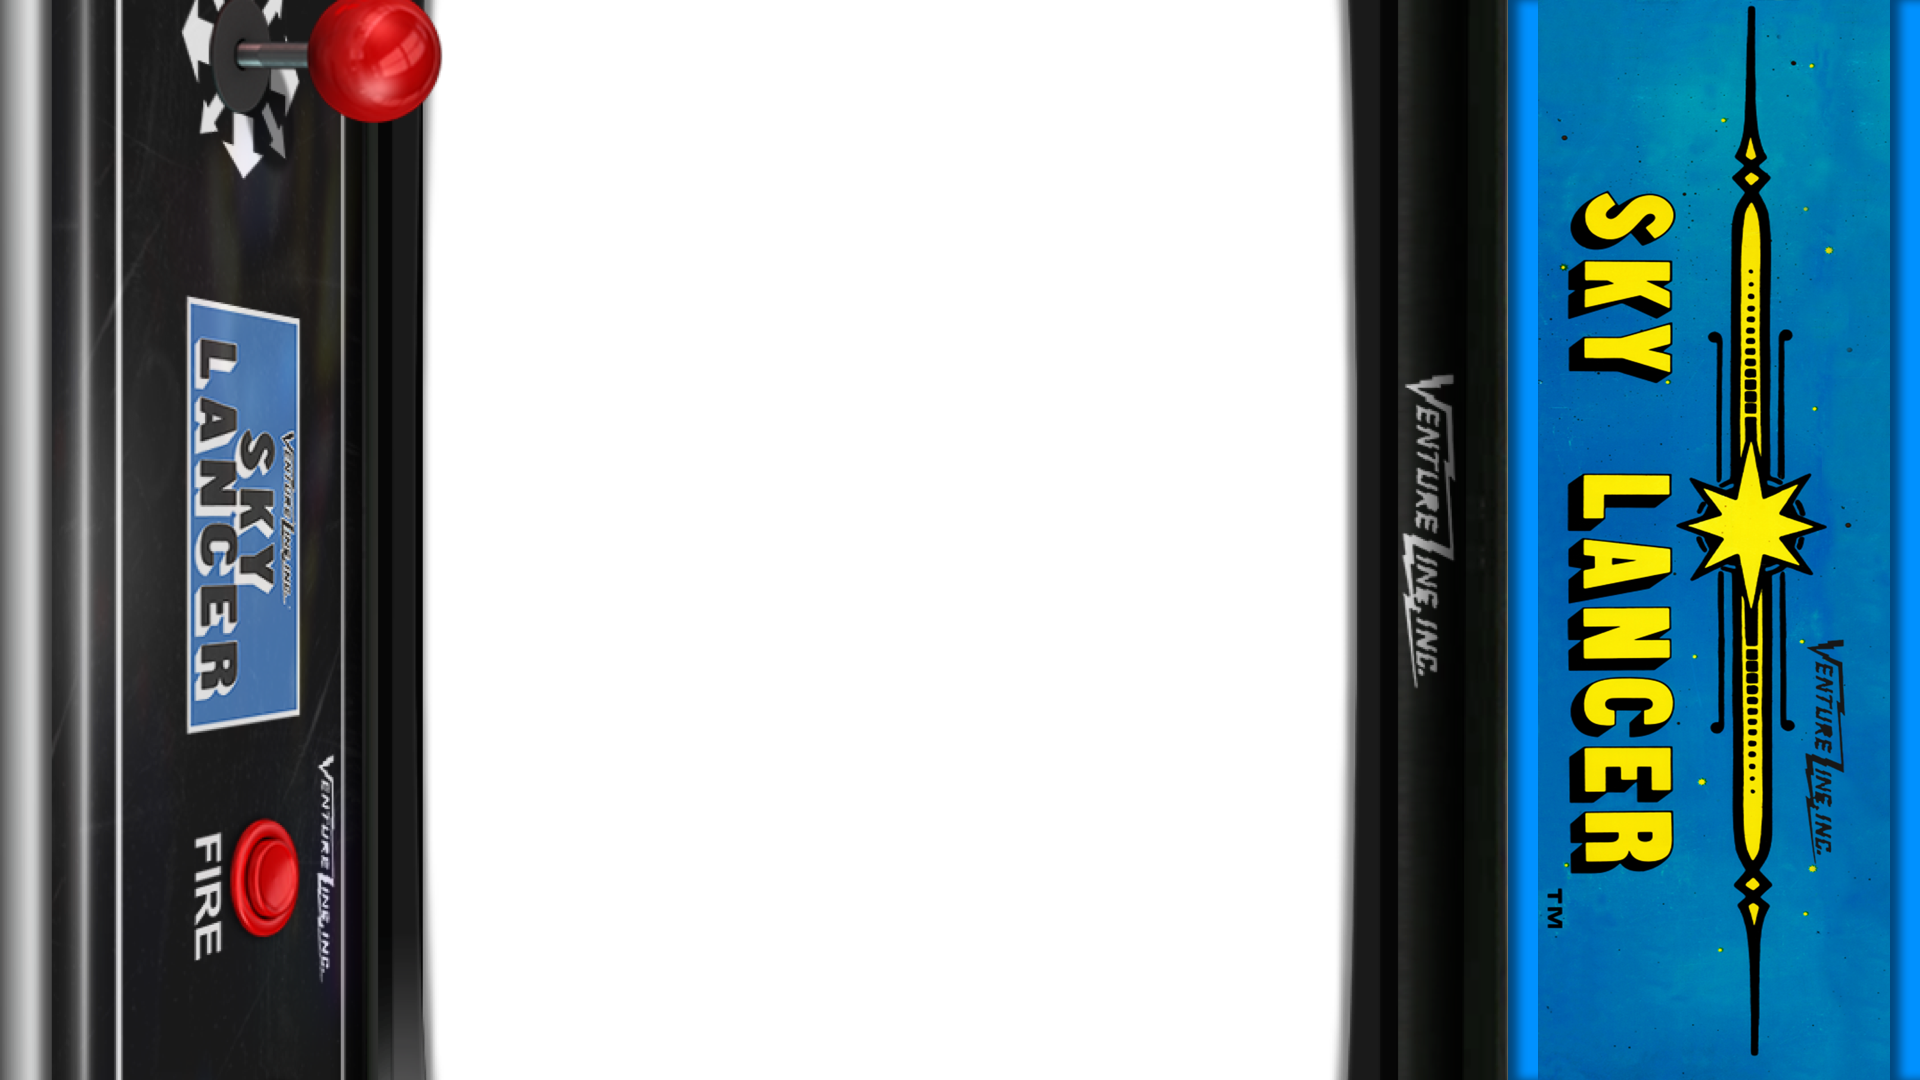 VENTURE LINE, INC.
SKY LANCER
TM
VENTURE LINE, INC.
VENTURE LINE, INC.
VENTURE LINE, INC.
SKY
LANCER
FIRE